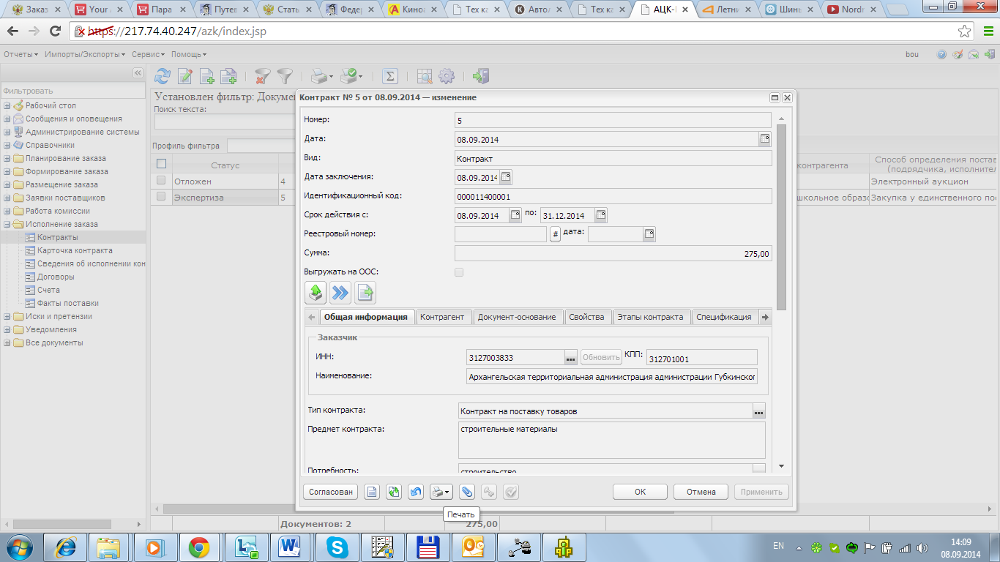 Заказ
Your
Пара
Путев
Стать
Федер
Кино
Тех ка
Автол
Тех ка
АЦК-
Летни
Шинь
Nordr
https://217.74.40.247/azk/index.jsp
Отчеты Импорты/Экспорты Сервис Помощь bou
Фильтровать
Рабочий стол
Сообщения и оповещения
Администрирование системы
Справочники
Планирование заказа
Формирование заказа
Размещение заказа
Заявки поставщиков
Работа комиссии
Исполнение заказа
Контракты
Карточка контракта
Сведения об исполнении кон
Договоры
Счета
Факты поставки
Иски и претензии
Уведомления
Все документы
Установлен фильтр: Докумен
Поиск текста:
Профиль фильтра
Статус
контрагента
Способ определения постав
(подрядчика, исполнител
Отложен 4 Электронный аукцион
Экспертиза 5 школьное образо Закупка у единственного пос
Контракт № 5 от 08.09.2014 — изменение
Номер: 5
Дата: 08.09.2014
Вид: Контракт
Дата заключения: 08.09.2014
Идентификационный код: 000011400001
Срок действия с: 08.09.2014 по: 31.12.2014
Реестровый номер: # дата:
Сумма: 275,00
Выгружать на ООС:
Общая информация Контрагент Документ-основание Свойства Этапы контракта Спецификация
Заказчик
ИНН: 3127003833 ... Обновить КПП: 312701001
Наименование: Архангельская территориальная администрация администрации Губкинског
Тип контракта: Контракт на поставку товаров ...
Предмет контракта: строительные материалы
Потребность: строительство
Согласован ОК Отмена Применить
Печать
Документов: 2 275,00
EN 14:09
08.09.2014